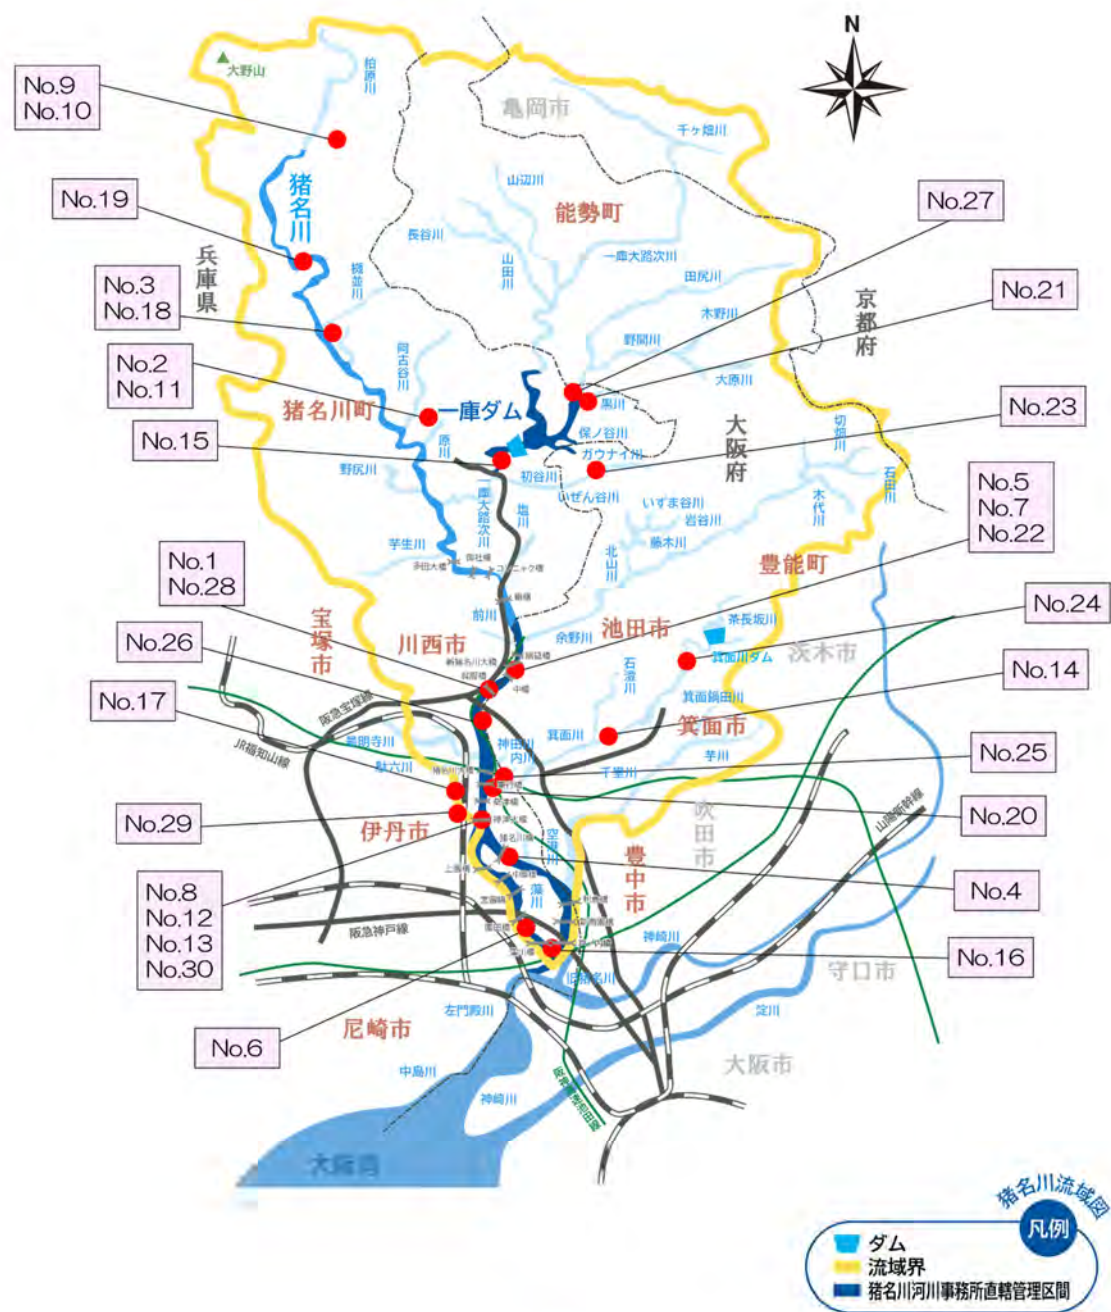 N
大野山
柏原川
亀岡市
千ヶ畑川
No.9
No.10
山辺川
猪名川
能勢町
No.27
No.19
長谷川
兵庫県
山田川
一庫大路次川
田尻川
槻並川
No.3
No.18
京都府
No.21
木野川
野間川
阿古谷川
大原川
No.2
No.11
猪名川町
一庫ダム
黒川
No.23
保ノ谷川
大阪府
切畑川
No.15
原川
ガウナイ川
野尻川
初谷川
石田川
No.5
No.7
No.22
一庫大路次川
いぜん谷川
いずま谷川
木代川
塩川
岩谷川
藤木川
芋生川
北山川
豊能町
No.1
No.28
No.24
前川
茶長坂川
宝塚市
川西市
余野川
池田市
No.26
箕面川ダム
茨木市
石澄川
No.14
No.17
阪急宝塚線
箕面鍋田川
箕面市
JR福知山線
最明寺川
神田川
箕面川
内川
芋川
駄六川
千里川
No.25
No.29
伊丹市
吹田市
山陽新幹線
No.20
空港川
豊中市
No.8
No.12
No.13
No.30
藻川
No.4
阪急神戸線
神崎川
No.16
守口市
旧猪名川
左門殿川
淀川
尼崎市
No.6
中島川
大阪市
神崎川
大阪湾
猪名川流域図
凡例
ダム
流域界
猪名川河川事務所直轄管理区間